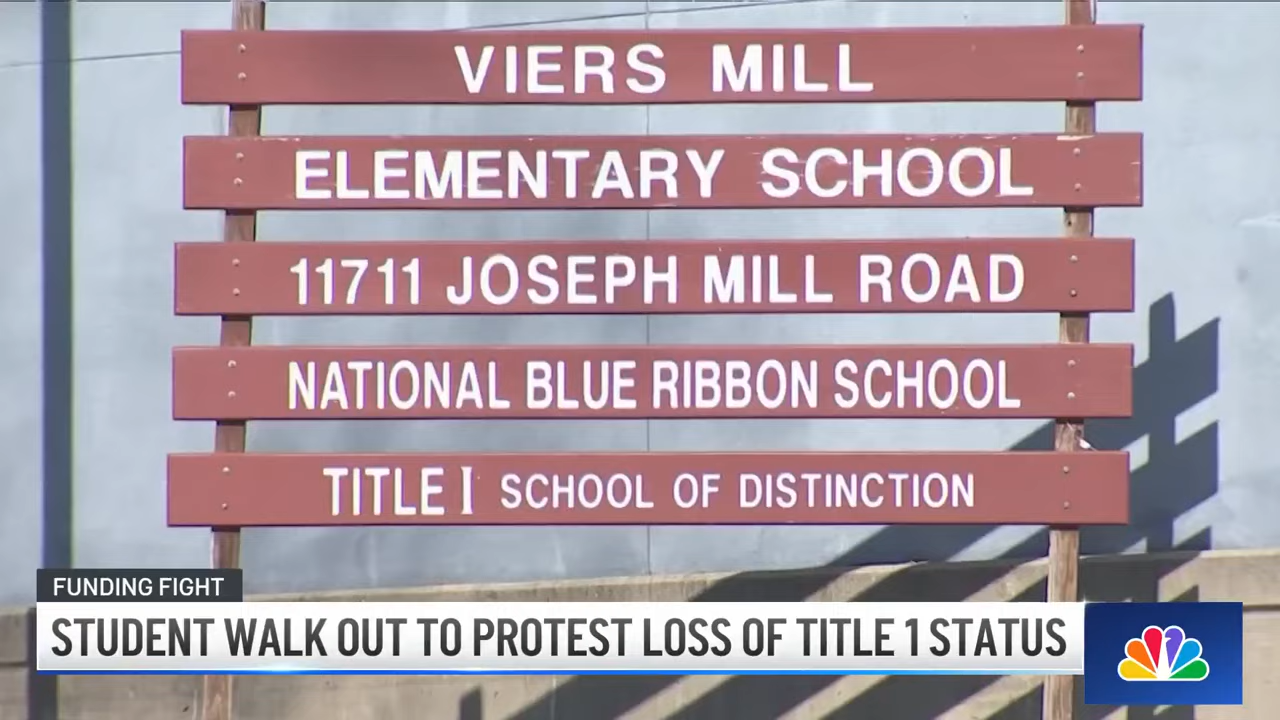 VIERS MILL
ELEMENTARY SCHOOL
11711 JOSEPH MILL ROAD
NATIONAL BLUE RIBBON SCHOOL
TITLE I SCHOOL OF DISTINCTION
FUNDING FIGHT
STUDENT WALK OUT TO PROTEST LOSS OF TITLE 1 STATUS